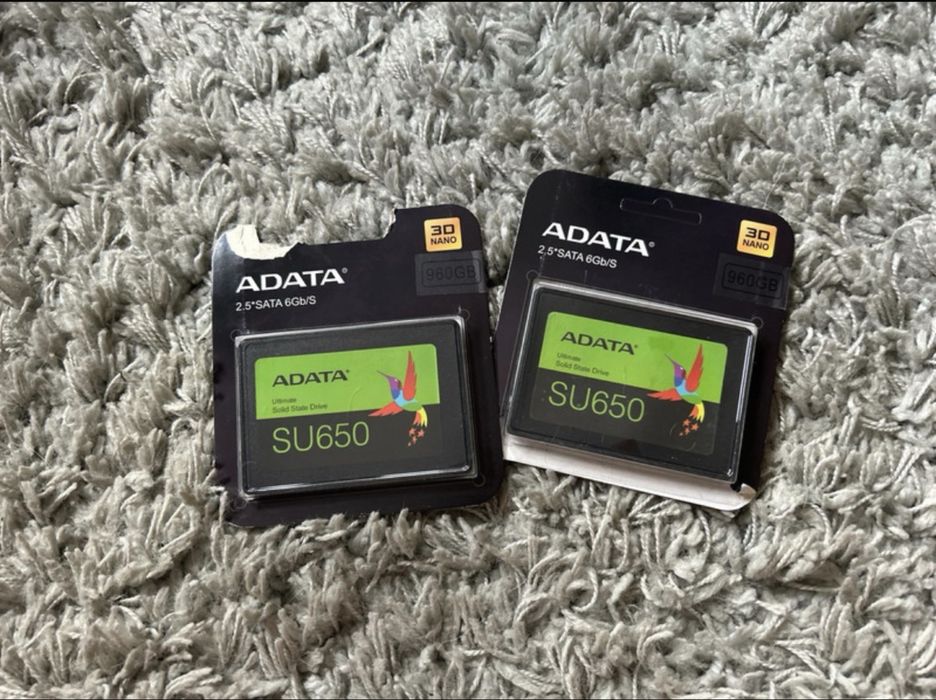 ADATA®
2.5"SATA 6Gb/S
3D
NANO
960GB
ADATA®
Ultimate
Solid State Drive
SU650
ADATA®
2.5"SATA 6Gb/S
3D
NANO
960GB
ADATA®
Ultimate
Solid State Drive
SU650